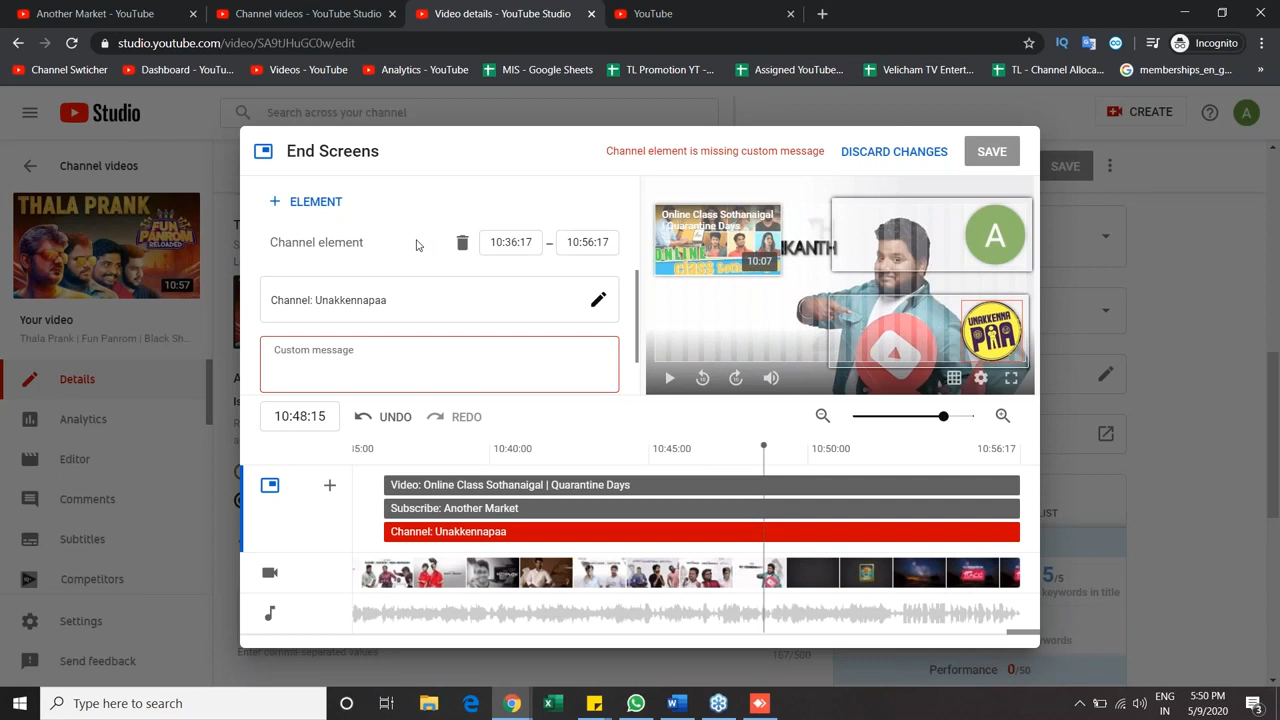 Another Market - YouTube
Channel videos - YouTube Studio
Video details - YouTube Studio
YouTube
studio.youtube.com/video/SA9tJHuGC0w/edit
Incognito
Channel Swticher
Dashboard - YouTu...
Videos - YouTube
Analytics - YouTube
MIS - Google Sheets
TL Promotion YT -...
Assigned YouTube...
Velicham TV Entert...
TL - Channel Alloca...
memberships_en_g...
Studio
Search across your channel
CREATE
A
Channel videos
SAVE
THALA PRANK
FUN PANROM RELOADED
10:57
Your video
Thala Prank | Fun Panrom | Black Sh...
Details
Analytics
Editor
Comments
Subtitles
Competitors
Settings
Send feedback
End Screens
Channel element is missing custom message
DISCARD CHANGES
SAVE
+ ELEMENT
Channel element
10:36:17 – 10:56:17
Channel: Unakkennapaa
Custom message
Online Class Sothanaigal
| Quarantine Days
ONLINE
class
10:07
IKANTH
A
UNAKKENNA
PAA
10:48:15
UNDO
REDO
10:40:00
10:45:00
10:50:00
10:56:17
Video: Online Class Sothanaigal | Quarantine Days
Subscribe: Another Market
Channel: Unakkennapaa
Enter comma separated values
167/500
LIST
5/5
keywords in title
Performance 0/50
Type here to search
ENG
IN
5:50 PM
5/9/2020
3